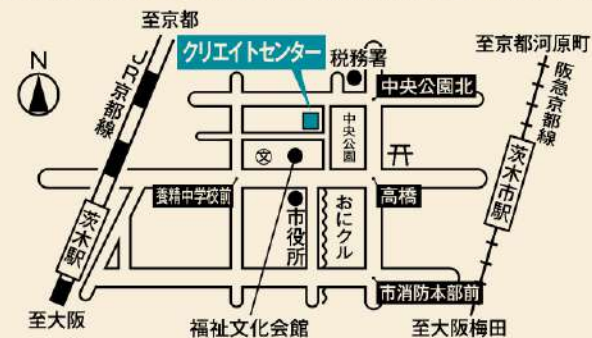 至京都
N
JR京都線
クリエイトセンター
税務署
中央公園北
至京都河原町
阪急京都線
中央公園
文
養精中学校前
高橋
茨木市駅
茨木駅
市役所
おにクル
市消防本部前
至大阪
福祉文化会館
至大阪梅田